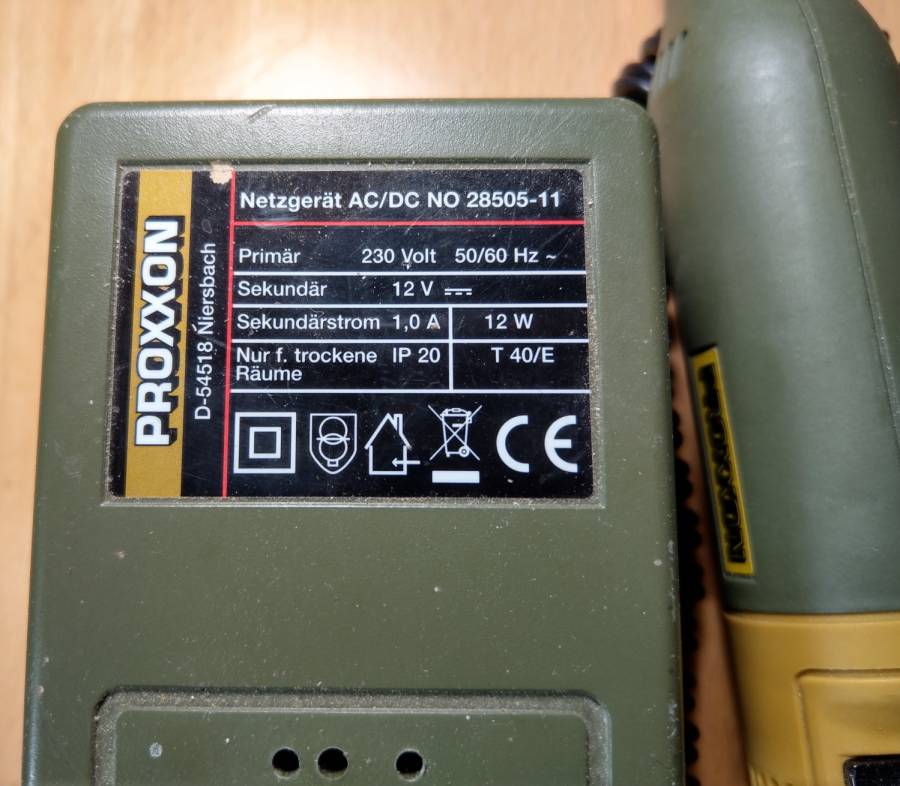 PROXXON
D-54518 Niersbach
Netzgerät AC/DC NO 28505-11
Primär 230 Volt 50/60 Hz ~
Sekundär 12 V ⎓
Sekundärstrom 1,0 A 12 W
Nur f. trockene IP 20 T 40/E
Räume
CE
PROXXON